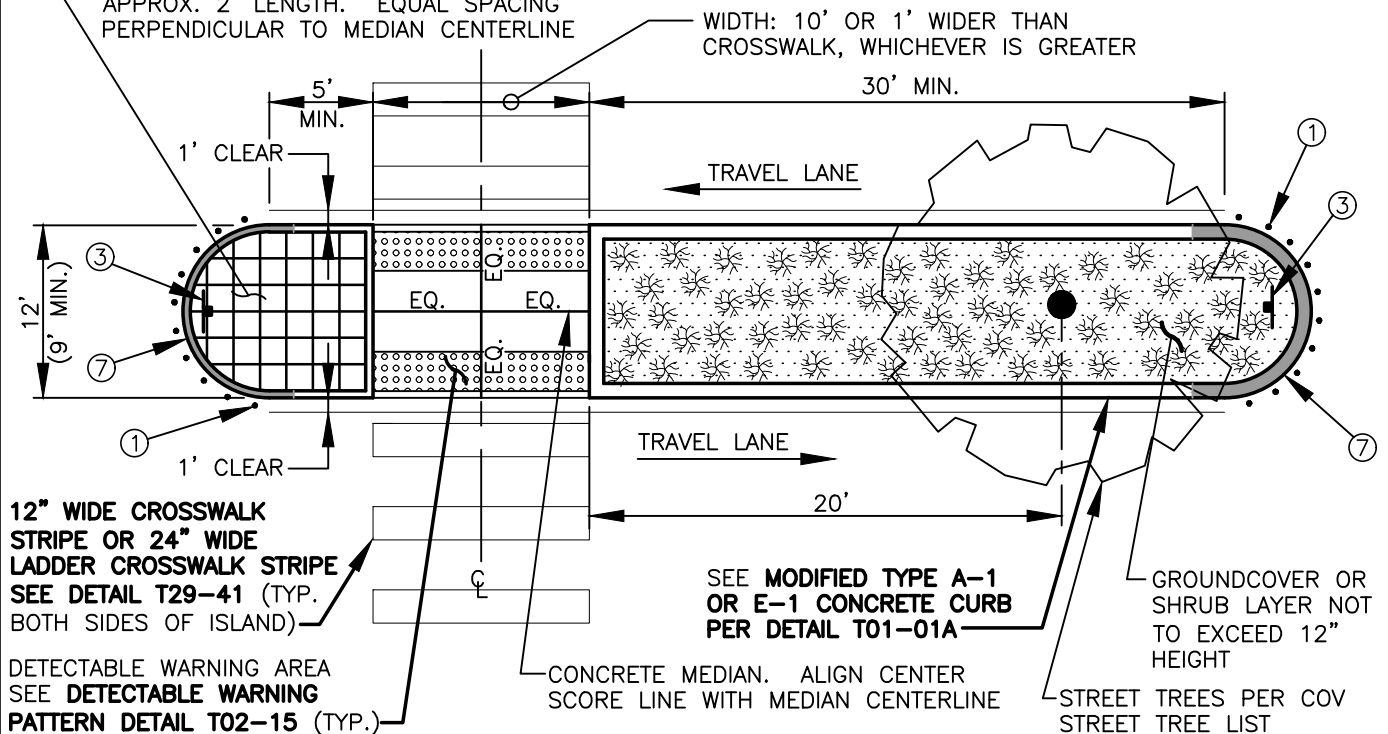 APPROX. 2' LENGTH. EQUAL SPACING
PERPENDICULAR TO MEDIAN CENTERLINE
WIDTH: 10' OR 1' WIDER THAN
CROSSWALK, WHICHEVER IS GREATER
5'
MIN.
30' MIN.
1' CLEAR
TRAVEL LANE
1
3
3
12'
(9' MIN.)
EQ.
EQ.
EQ.
EQ.
7
7
1
1' CLEAR
TRAVEL LANE
20'
12" WIDE CROSSWALK
STRIPE OR 24" WIDE
LADDER CROSSWALK STRIPE
SEE DETAIL T29-41 (TYP.
BOTH SIDES OF ISLAND)
CL
SEE MODIFIED TYPE A-1
OR E-1 CONCRETE CURB
PER DETAIL T01-01A
GROUNDCOVER OR
SHRUB LAYER NOT
TO EXCEED 12"
HEIGHT
DETECTABLE WARNING AREA
SEE DETECTABLE WARNING
PATTERN DETAIL T02-15 (TYP.)
CONCRETE MEDIAN. ALIGN CENTER
SCORE LINE WITH MEDIAN CENTERLINE
STREET TREES PER COV
STREET TREE LIST